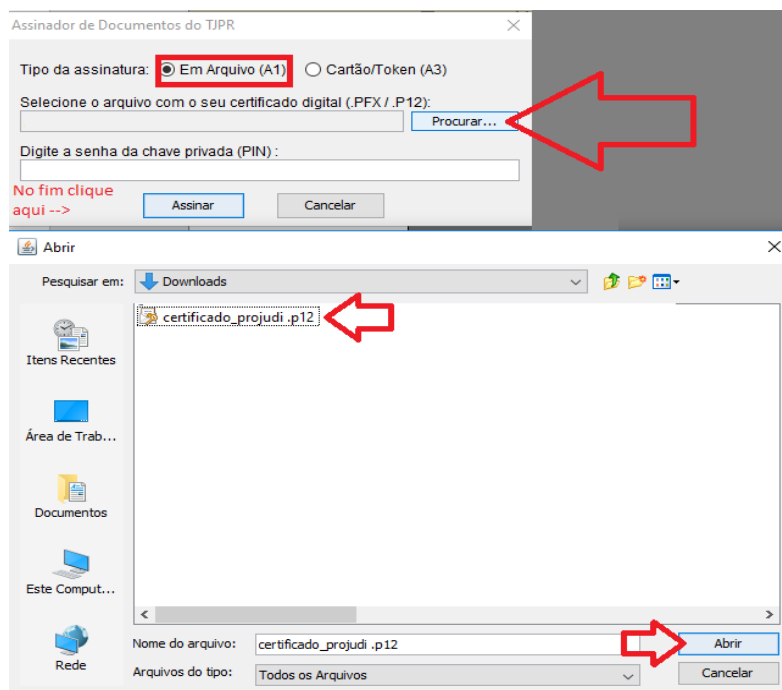 Assinador de Documentos do TJPR
Tipo da assinatura: Em Arquivo (A1) Cartão/Token (A3)
Selecione o arquivo com o seu certificado digital (.PFX / .P12):
Procurar...
Digite a senha da chave privada (PIN) :
No fim clique
aqui --> Assinar Cancelar
Abrir
Pesquisar em: Downloads
certificado_projudi .p12
Itens Recentes
Área de Trab...
Documentos
Este Comput...
Rede
Nome do arquivo: certificado_projudi .p12 Abrir
Arquivos do tipo: Todos os Arquivos Cancelar